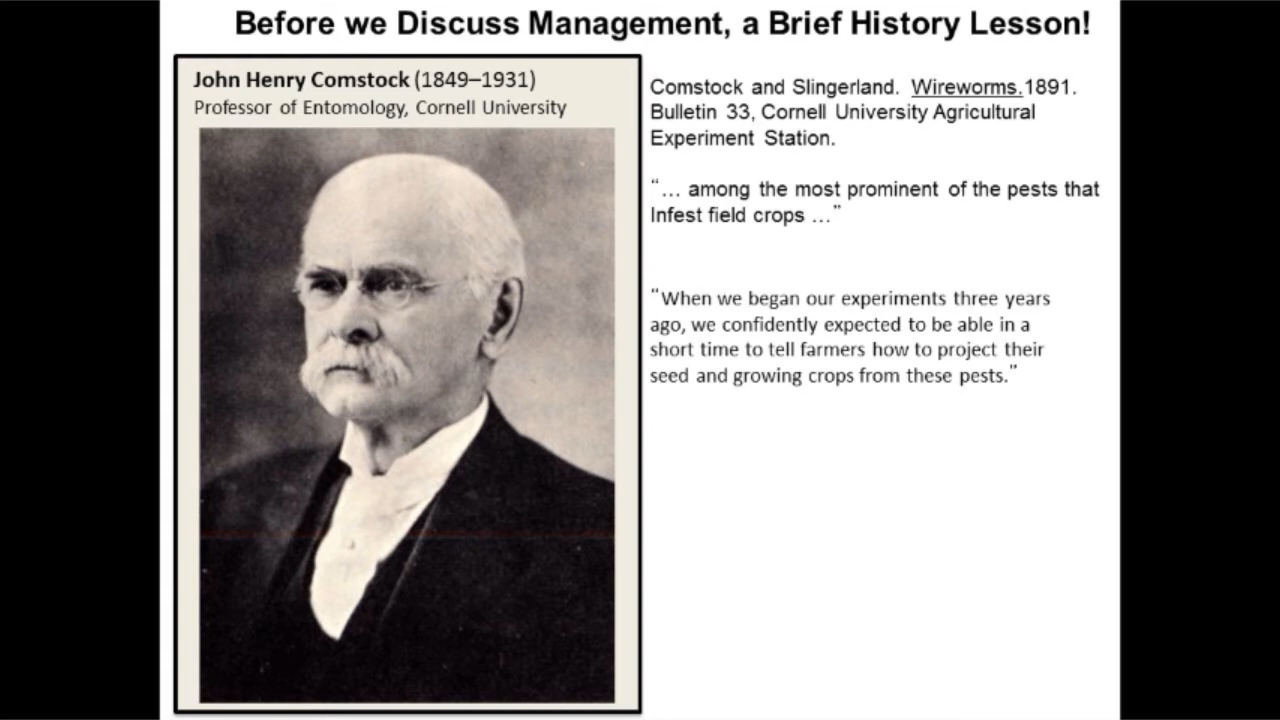 Before we Discuss Management, a Brief History Lesson!
John Henry Comstock (1849–1931)
Professor of Entomology, Cornell University
Comstock and Slingerland. Wireworms.1891.
Bulletin 33, Cornell University Agricultural
Experiment Station.
“… among the most prominent of the pests that
Infest field crops …”
“When we began our experiments three years
ago, we confidently expected to be able in a
short time to tell farmers how to project their
seed and growing crops from these pests.”